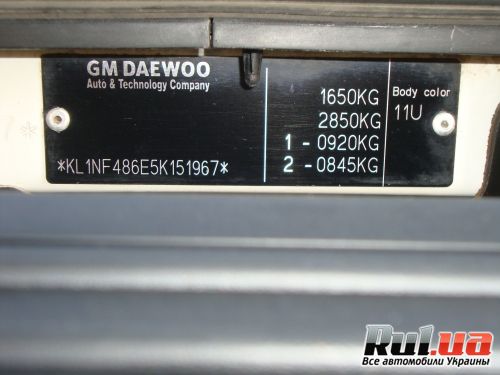 GM DAEWOO
Auto & Technology Company
*KL1NF486E5K151967*
1650KG
2850KG
1 - 0920KG
2 - 0845KG
Body color
11U
Rul.ua
Все автомобили Украины